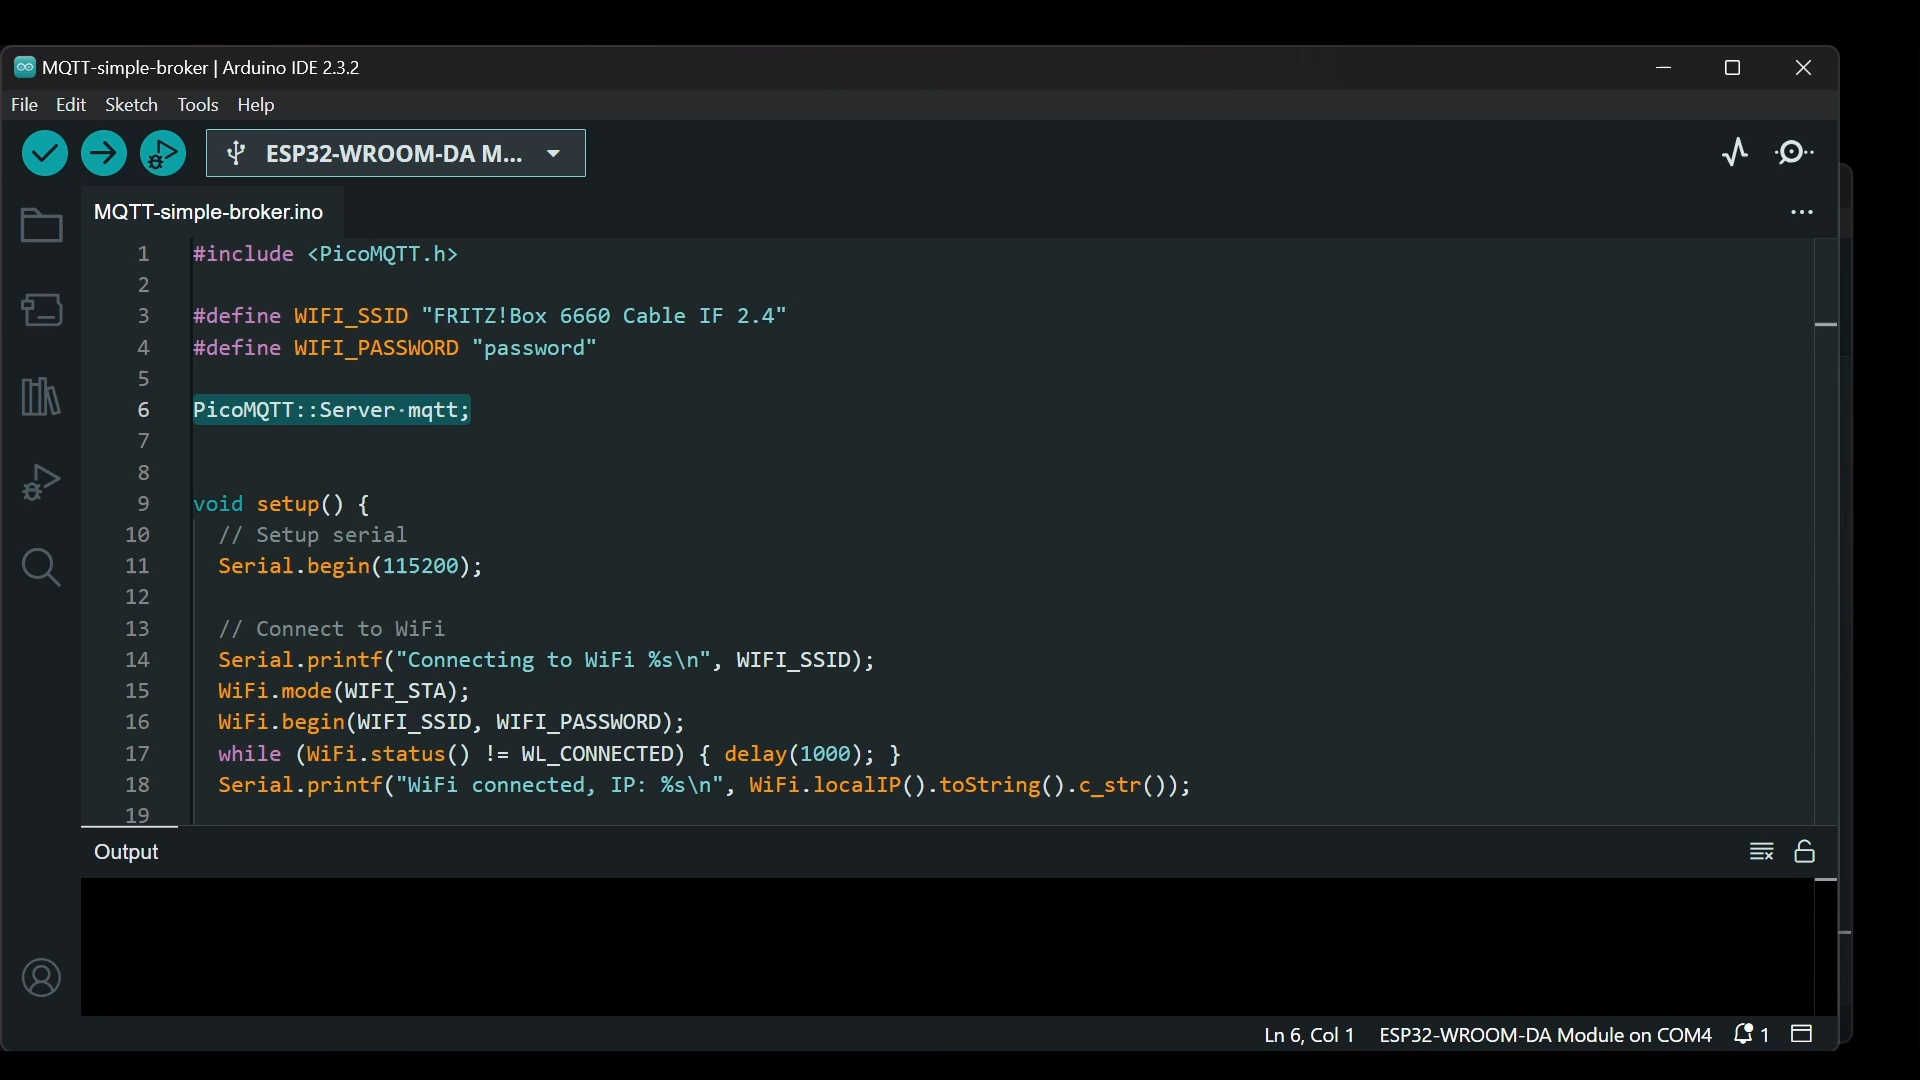 MQTT-simple-broker | Arduino IDE 2.3.2
File Edit Sketch Tools Help
ESP32-WROOM-DA M...
MQTT-simple-broker.ino
1 #include <PicoMQTT.h>
2
3 #define WIFI_SSID "FRITZ!Box 6660 Cable IF 2.4"
4 #define WIFI_PASSWORD "password"
5
6 PicoMQTT::Server·mqtt;
7
8
9 void setup() {
10 // Setup serial
11 Serial.begin(115200);
12
13 // Connect to WiFi
14 Serial.printf("Connecting to WiFi %s\n", WIFI_SSID);
15 WiFi.mode(WIFI_STA);
16 WiFi.begin(WIFI_SSID, WIFI_PASSWORD);
17 while (WiFi.status() != WL_CONNECTED) { delay(1000); }
18 Serial.printf("WiFi connected, IP: %s\n", WiFi.localIP().toString().c_str());
19
Output
Ln 6, Col 1 ESP32-WROOM-DA Module on COM4 1